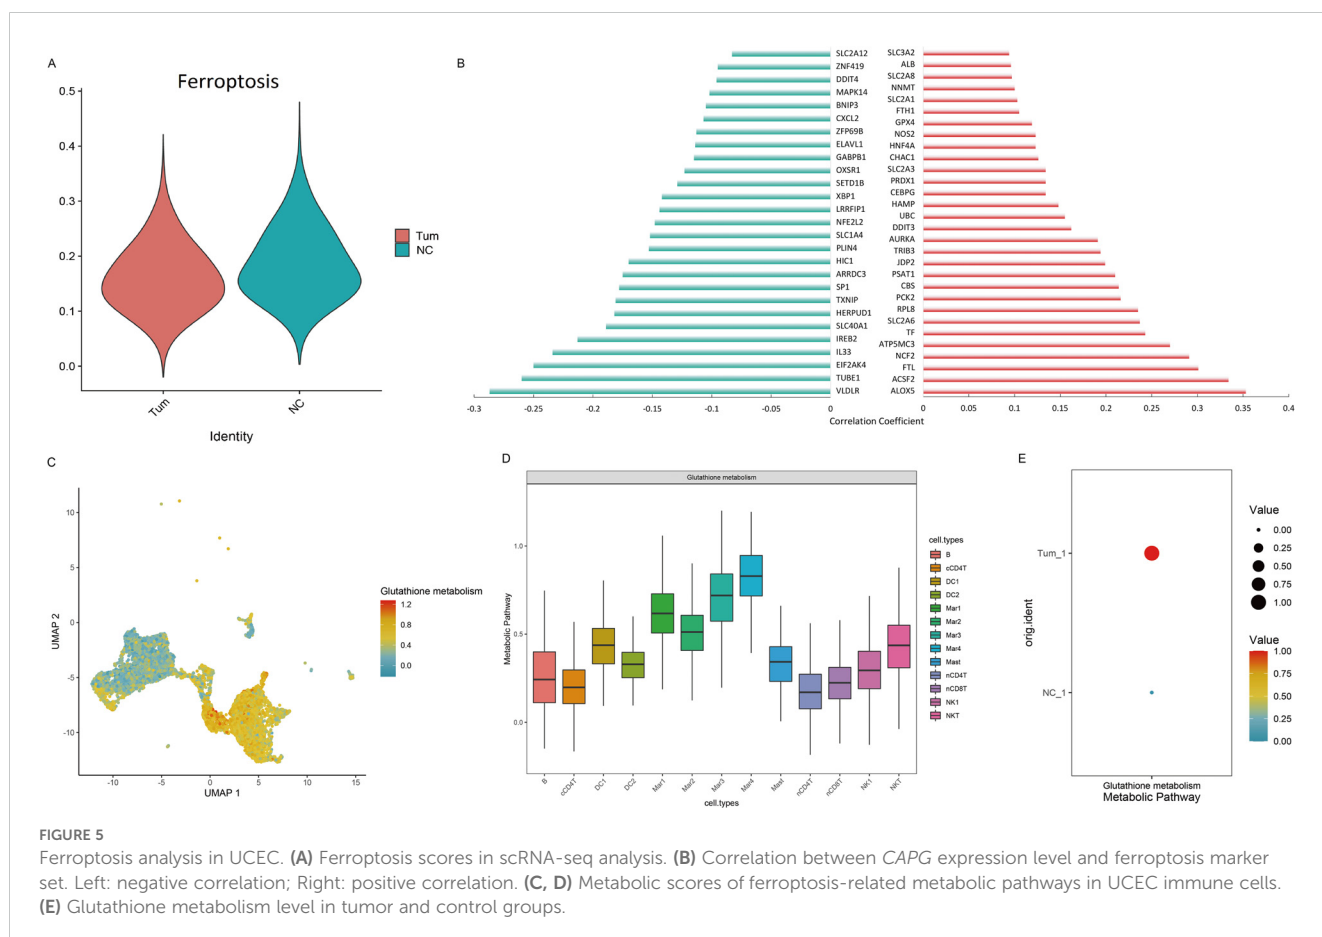 A
Ferroptosis
0.5
0.4
0.3
0.2
0.1
0.0
Tum
NC
Identity
Tum
NC
B
SLC2A12
ZNF419
DDIT4
MAPK14
BNIP3
CXCL2
ZFP69B
ELAVL1
GABPB1
OXSR1
SETD1B
XBP1
LRRFIP1
NFE2L2
SLC1A4
PLIN4
HIC1
ARRDC3
SP1
TXNIP
HERPUD1
SLC40A1
IREB2
IL33
EIF2AK4
TUBE1
VLDLR
-0.3 -0.25 -0.2 -0.15 -0.1 -0.05 0
SLC3A2
ALB
SLC2A8
NNMT
SLC2A1
FTH1
GPX4
NOS2
HNF4A
CHAC1
SLC2A3
PRDX1
CEBPG
HAMP
UBC
DDIT3
AURKA
TRIB3
JDP2
PSAT1
CBS
PCK2
RPL8
SLC2A6
TF
ATP5MC3
NCF2
FTL
ACSF2
ALOX5
0 0.05 0.1 0.15 0.2 0.25 0.3 0.35 0.4
Correlation Coefficient
C
UMAP 2
10
5
0
-5
-10
-10 -5 0 5 10 15
UMAP 1
Glutathione metabolism
1.2
0.8
0.4
0.0
D
Glutathione metabolism
Metabolic Pathway
1.0
0.5
0.0
B
cCD4T
DC1
DC2
Mar1
Mar2
Mar3
Mar4
Mast
nCD4T
nCD8T
NK1
NKT
cell.types
cell.types
B
cCD4T
DC1
DC2
Mar1
Mar2
Mar3
Mar4
Mast
nCD4T
nCD8T
NK1
NKT
E
orig.ident
Tum_1
NC_1
Glutathione metabolism
Metabolic Pathway
Value
0.00
0.25
0.50
0.75
1.00
Value
1.00
0.75
0.50
0.25
0.00
FIGURE 5
Ferroptosis analysis in UCEC. (A) Ferroptosis scores in scRNA-seq analysis. (B) Correlation between CAPG expression level and ferroptosis marker
set. Left: negative correlation; Right: positive correlation. (C, D) Metabolic scores of ferroptosis-related metabolic pathways in UCEC immune cells.
(E) Glutathione metabolism level in tumor and control groups.